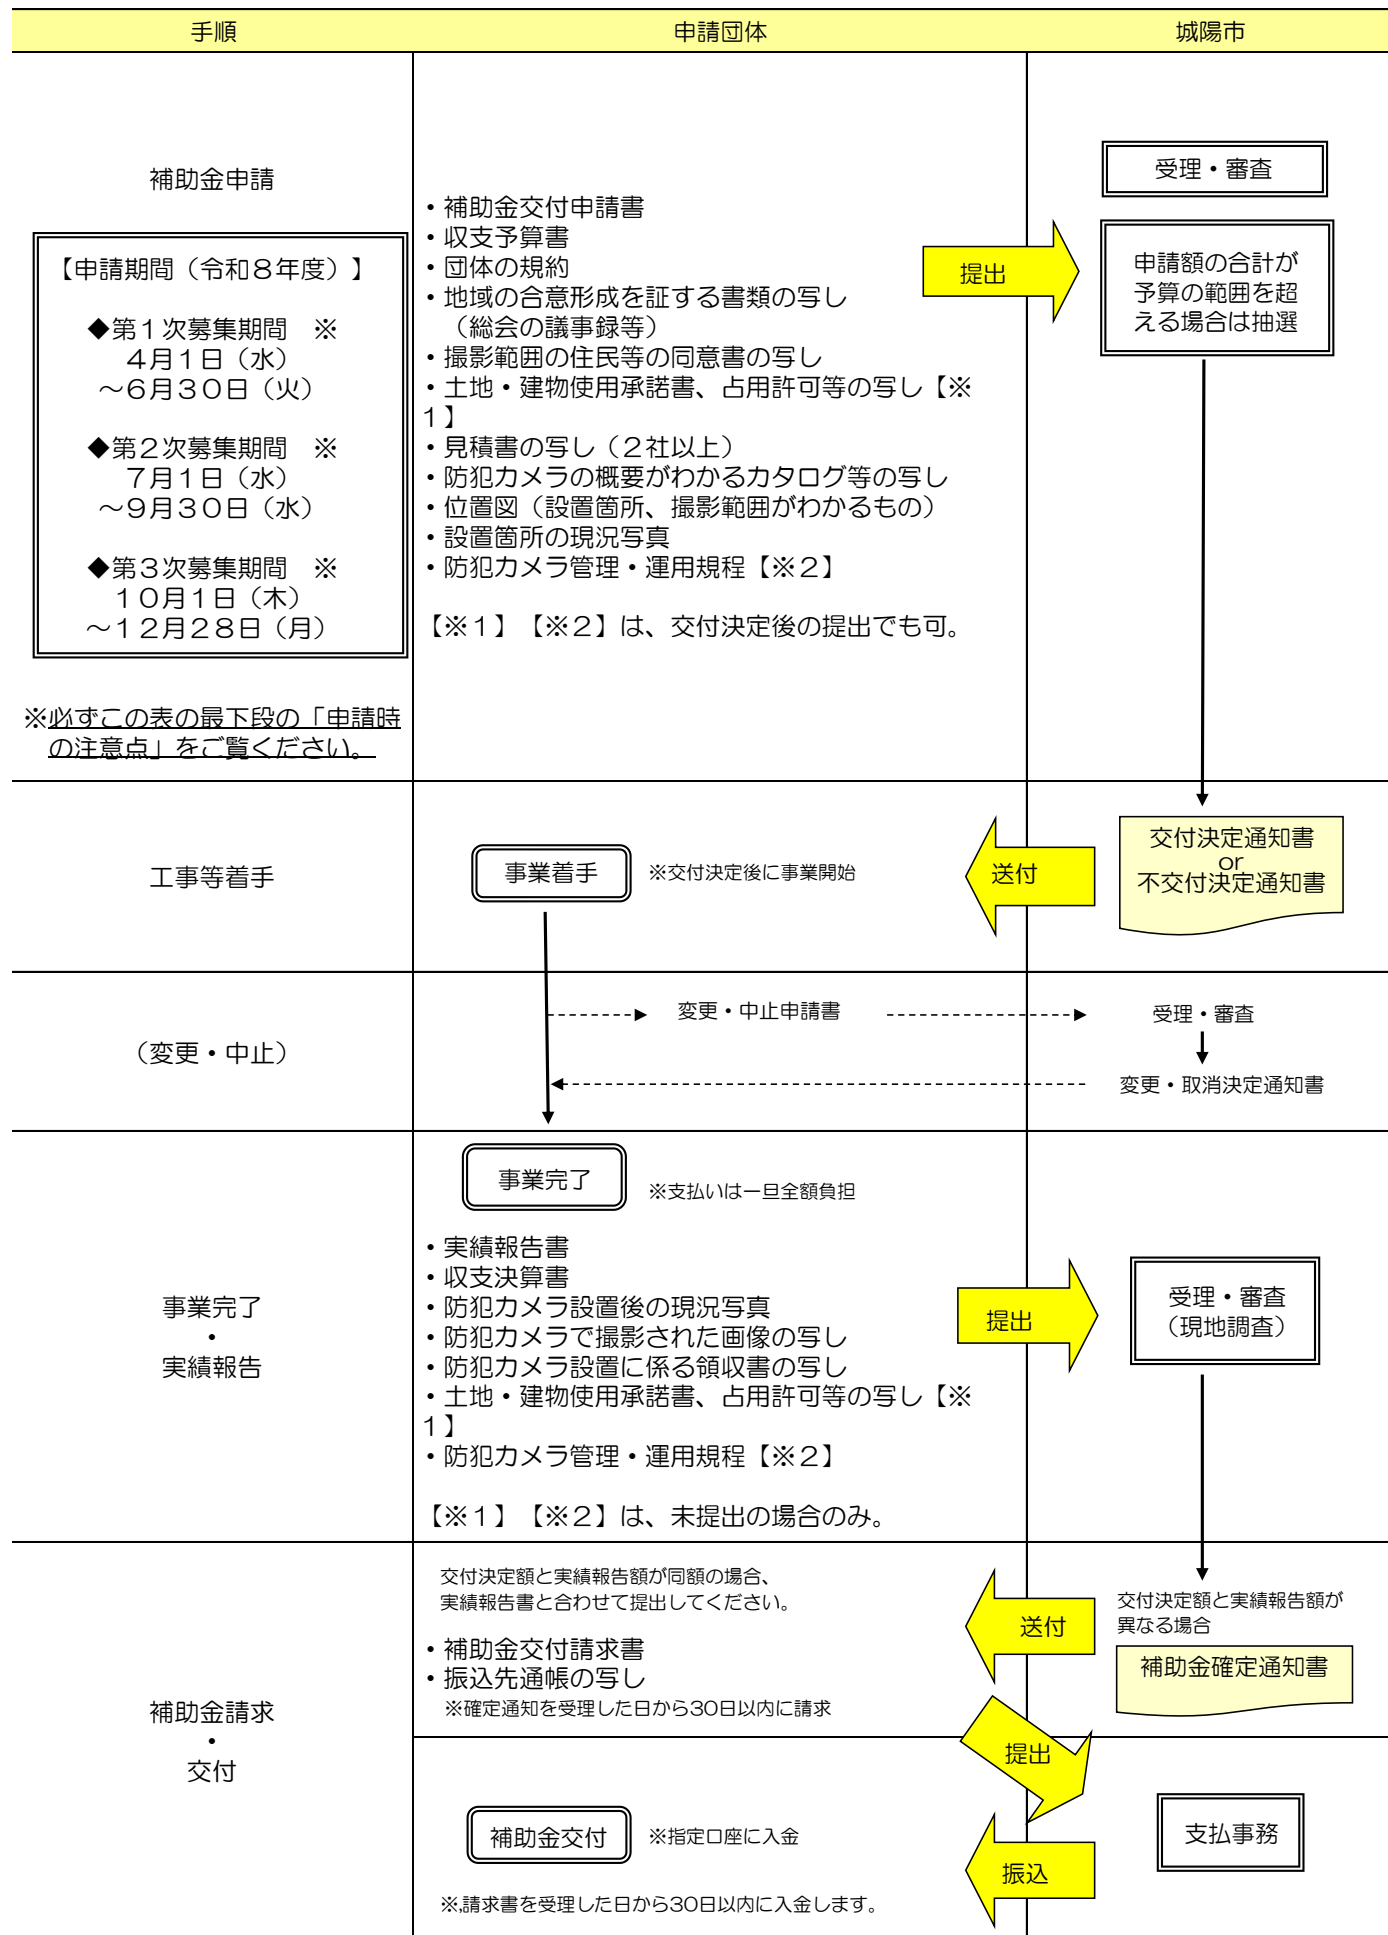 手順
申請団体
城陽市
補助金申請
【申請期間（令和８年度）】
◆第１次募集期間　※
４月１日（水）
～６月３０日（火）
◆第２次募集期間　※
７月１日（水）
～９月３０日（水）
◆第３次募集期間　※
１０月１日（木）
～１２月２８日（月）
※必ずこの表の最下段の「申請時
の注意点」をご覧ください。
・補助金交付申請書
・収支予算書
・団体の規約
・地域の合意形成を証する書類の写し
（総会の議事録等）
・撮影範囲の住民等の同意書の写し
・土地・建物使用承諾書、占用許可等の写し【※
１】
・見積書の写し（２社以上）
・防犯カメラの概要がわかるカタログ等の写し
・位置図（設置箇所、撮影範囲がわかるもの）
・設置箇所の現況写真
・防犯カメラ管理・運用規程【※２】
【※１】【※２】は、交付決定後の提出でも可。
提出
受理・審査
申請額の合計が
予算の範囲を超
える場合は抽選
工事等着手
事業着手
※交付決定後に事業開始
送付
交付決定通知書
or
不交付決定通知書
（変更・中止）
変更・中止申請書
受理・審査
変更・取消決定通知書
事業完了
・
実績報告
事業完了
※支払いは一旦全額負担
・実績報告書
・収支決算書
・防犯カメラ設置後の現況写真
・防犯カメラで撮影された画像の写し
・防犯カメラ設置に係る領収書の写し
・土地・建物使用承諾書、占用許可等の写し【※
１】
・防犯カメラ管理・運用規程【※２】
【※１】【※２】は、未提出の場合のみ。
提出
受理・審査
（現地調査）
補助金請求
・
交付
交付決定額と実績報告額が同額の場合、
実績報告書と合わせて提出してください。
・補助金交付請求書
・振込先通帳の写し
※確定通知を受理した日から30日以内に請求
送付
交付決定額と実績報告額が
異なる場合
補助金確定通知書
提出
補助金交付
※指定口座に入金
※,請求書を受理した日から30日以内に入金します。
振込
支払事務